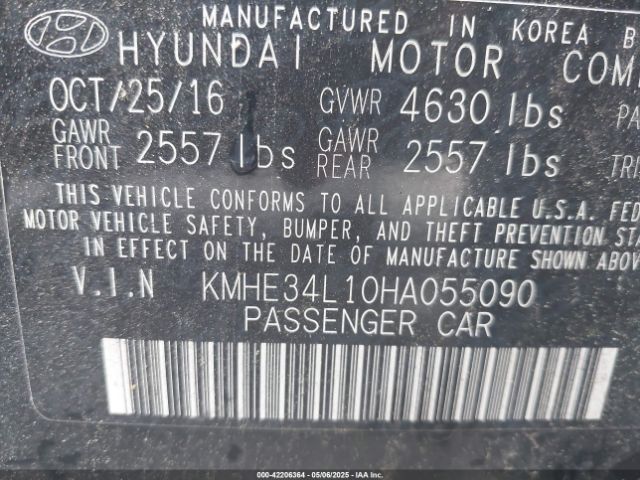 MANUFACTURED IN KOREA B
HYUNDAI MOTOR COM
OCT/25/16 GVWR 4630 lbs PA
GAWR FRONT 2557 lbs GAWR REAR 2557 lbs TRI
THIS VEHICLE CONFORMS TO ALL APPLICABLE U.S.A. FED
MOTOR VEHICLE SAFETY, BUMPER, AND THEFT PREVENTION STA
IN EFFECT ON THE DATE OF MANUFACTURE SHOWN ABOV
V.I.N KMHE34L10HA055090
PASSENGER CAR
000-42206364 - 05/06/2025 - IAA Inc.